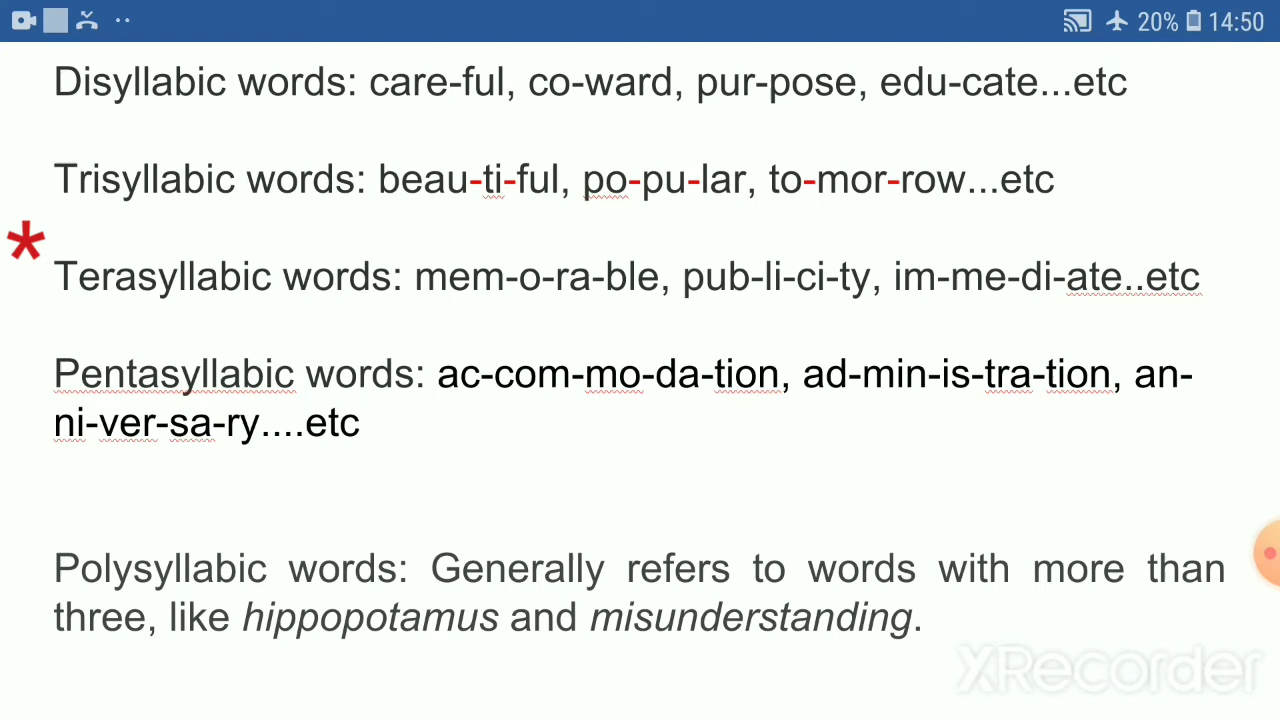 20% 14:50
Disyllabic words: care-ful, co-ward, pur-pose, edu-cate...etc
Trisyllabic words: beau-ti-ful, po-pu-lar, to-mor-row...etc
*
Terasyllabic words: mem-o-ra-ble, pub-li-ci-ty, im-me-di-ate..etc
Pentasyllabic words: ac-com-mo-da-tion, ad-min-is-tra-tion, an-
ni-ver-sa-ry....etc
Polysyllabic words: Generally refers to words with more than
three, like hippopotamus and misunderstanding.
XRecorder